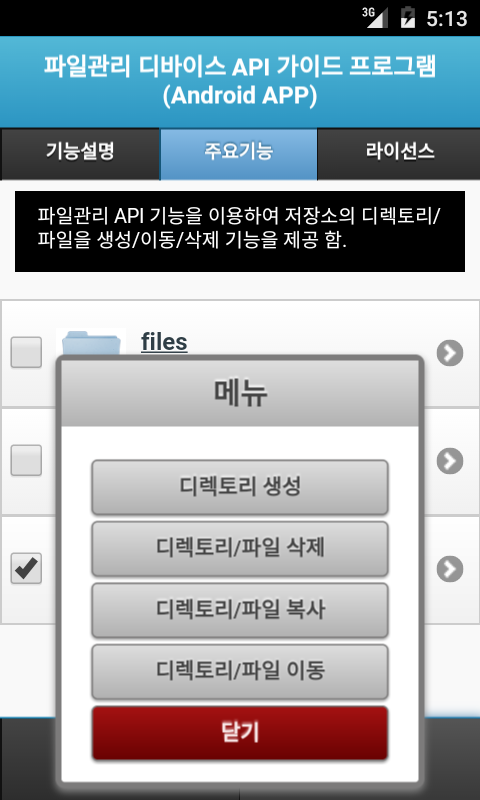 3G
5:13
파일관리 디바이스 API 가이드 프로그램
(Android APP)
기능설명
주요기능
라이선스
파일관리 API 기능을 이용하여 저장소의 디렉토리/
파일을 생성/이동/삭제 기능을 제공 함.
files
메뉴
디렉토리 생성
디렉토리/파일 삭제
디렉토리/파일 복사
디렉토리/파일 이동
닫기